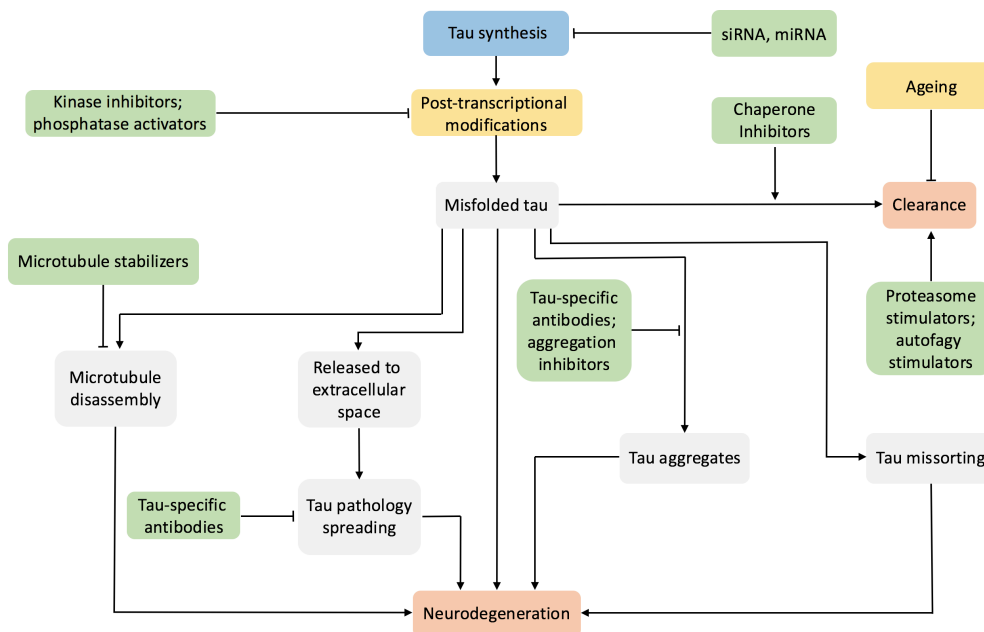 Tau synthesis
siRNA, miRNA
Kinase inhibitors;
phosphatase activators
Post-transcriptional
modifications
Chaperone
Inhibitors
Ageing
Misfolded tau
Clearance
Microtubule stabilizers
Tau-specific
antibodies;
aggregation
inhibitors
Proteasome
stimulators;
autofagy
stimulators
Microtubule
disassembly
Released to
extracellular
space
Tau aggregates
Tau missorting
Tau-specific
antibodies
Tau pathology
spreading
Neurodegeneration